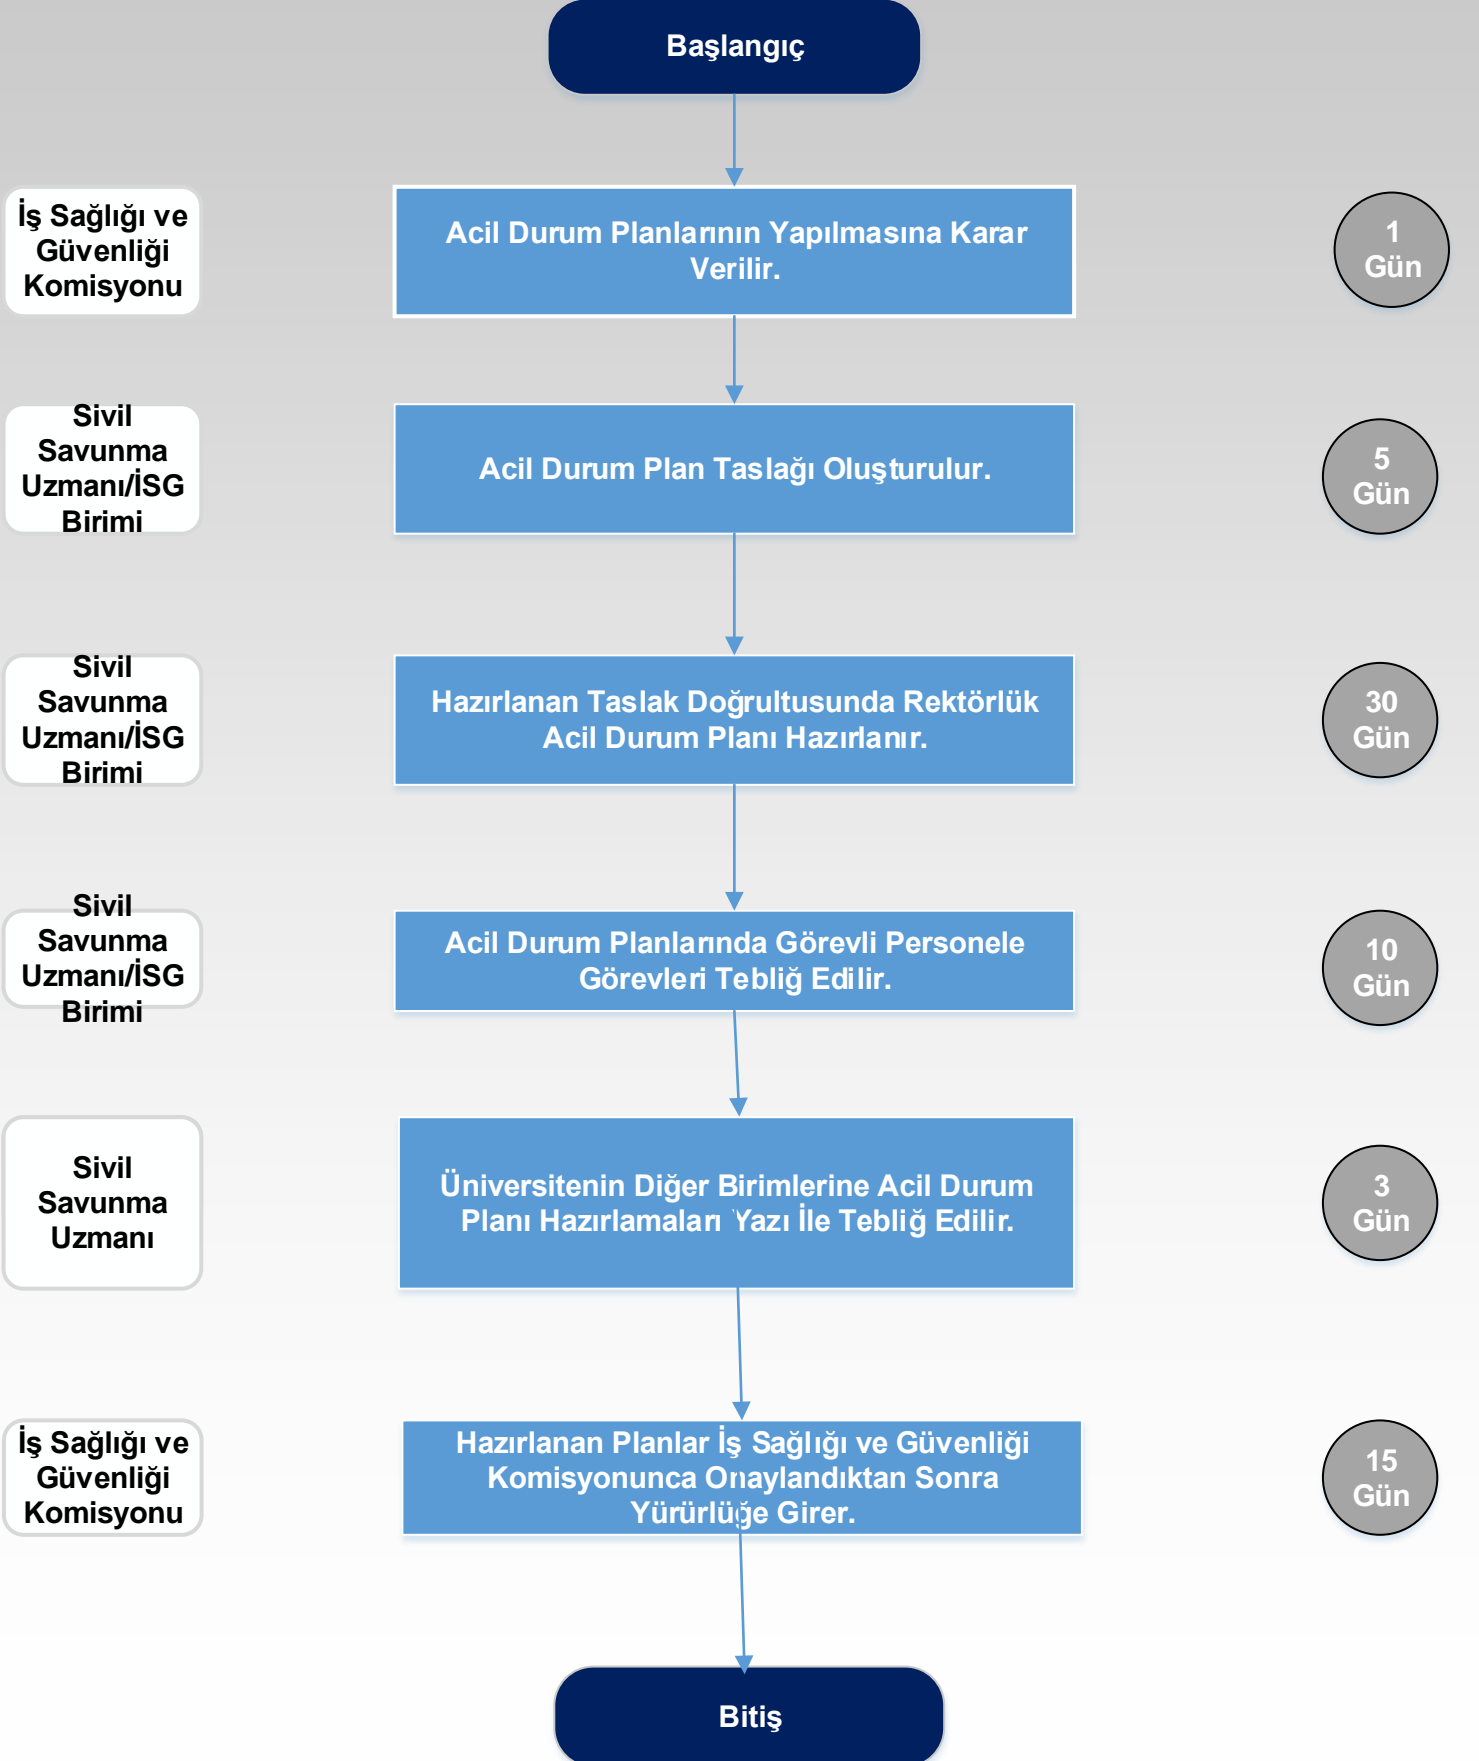 Başlangıç
İş Sağlığı ve
Güvenliği
Komisyonu
Acil Durum Planlarının Yapılmasına Karar
Verilir.
1
Gün
Sivil
Savunma
Uzmanı/İSG
Birimi
Acil Durum Plan Taslağı Oluşturulur.
5
Gün
Sivil
Savunma
Uzmanı/İSG
Birimi
Hazırlanan Taslak Doğrultusunda Rektörlük
Acil Durum Planı Hazırlanır.
30
Gün
Sivil
Savunma
Uzmanı/İSG
Birimi
Acil Durum Planlarında Görevli Personele
Görevleri Tebliğ Edilir.
10
Gün
Sivil
Savunma
Uzmanı
Üniversitenin Diğer Birimlerine Acil Durum
Planı Hazırlamaları Yazı İle Tebliğ Edilir.
3
Gün
İş Sağlığı ve
Güvenliği
Komisyonu
Hazırlanan Planlar İş Sağlığı ve Güvenliği
Komisyonunca Onaylandıktan Sonra
Yürürlüğe Girer.
15
Gün
Bitiş